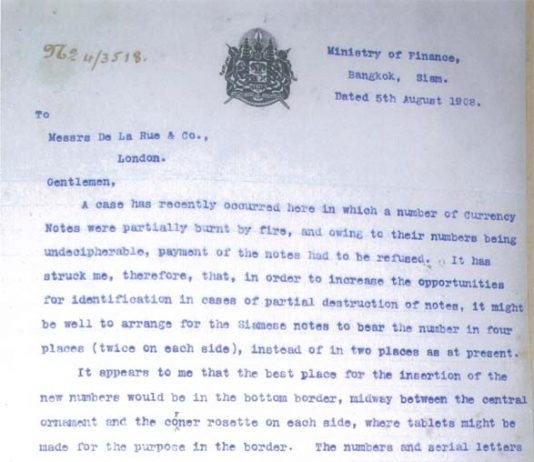 No 4/3518.
Ministry of Finance,
Bangkok, Siam.
Dated 5th August 1908.
To
Messrs De La Rue & Co.,
London.
Gentlemen,
A case has recently occurred here in which a number of Currency
Notes were partially burnt by fire, and owing to their numbers being
undecipherable, payment of the notes had to be refused. It has
struck me, therefore, that, in order to increase the opportunities
for identification in cases of partial destruction of notes, it might
be well to arrange for the Siamese notes to bear the number in four
places (twice on each side), instead of in two places as at present.
It appears to me that the best place for the insertion of the
new numbers would be in the bottom border, midway between the central
ornament and the corner rosette on each side, where tablets might be
made for the purpose in the border. The numbers and serial letters